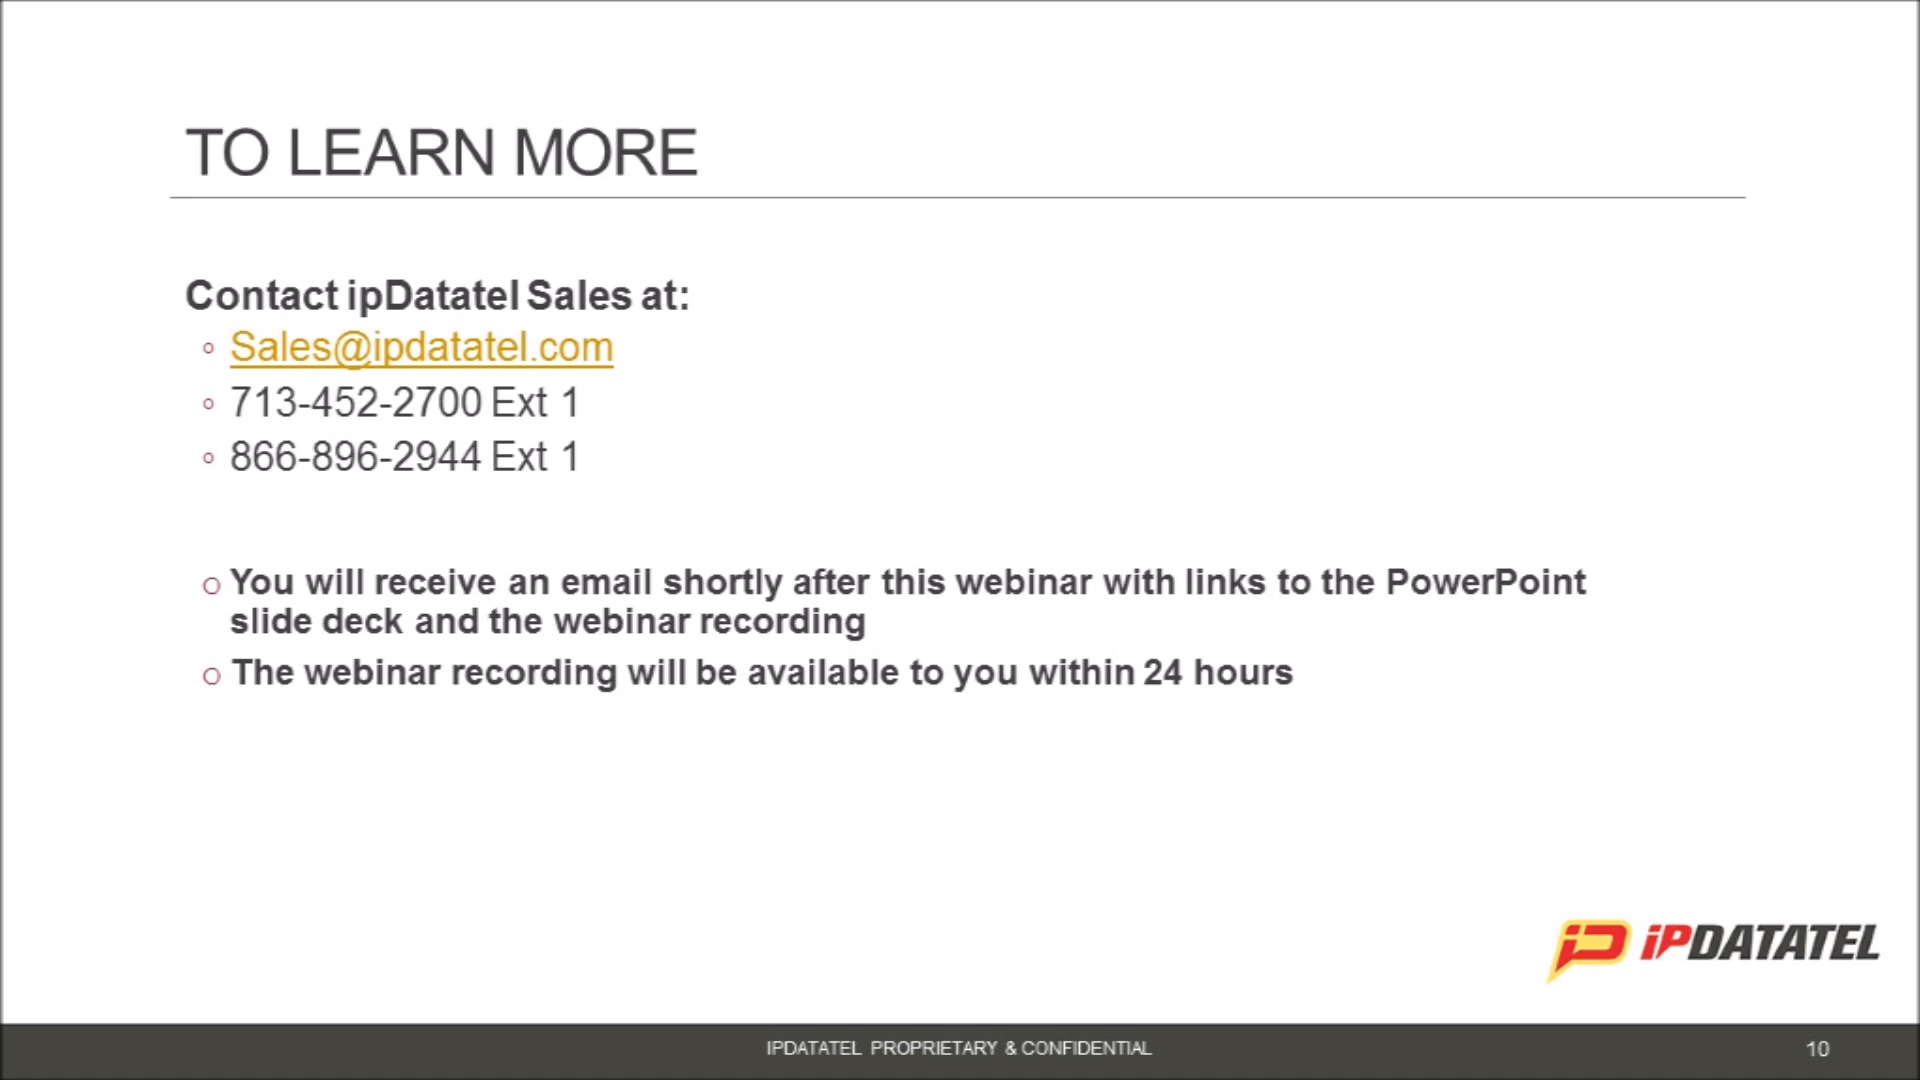 TO LEARN MORE
Contact ipDatatel Sales at:
Sales@ipdatatel.com
713-452-2700 Ext 1
866-896-2944 Ext 1
You will receive an email shortly after this webinar with links to the PowerPoint
slide deck and the webinar recording
The webinar recording will be available to you within 24 hours
iPDATATEL
IPDATATEL PROPRIETARY & CONFIDENTIAL
10